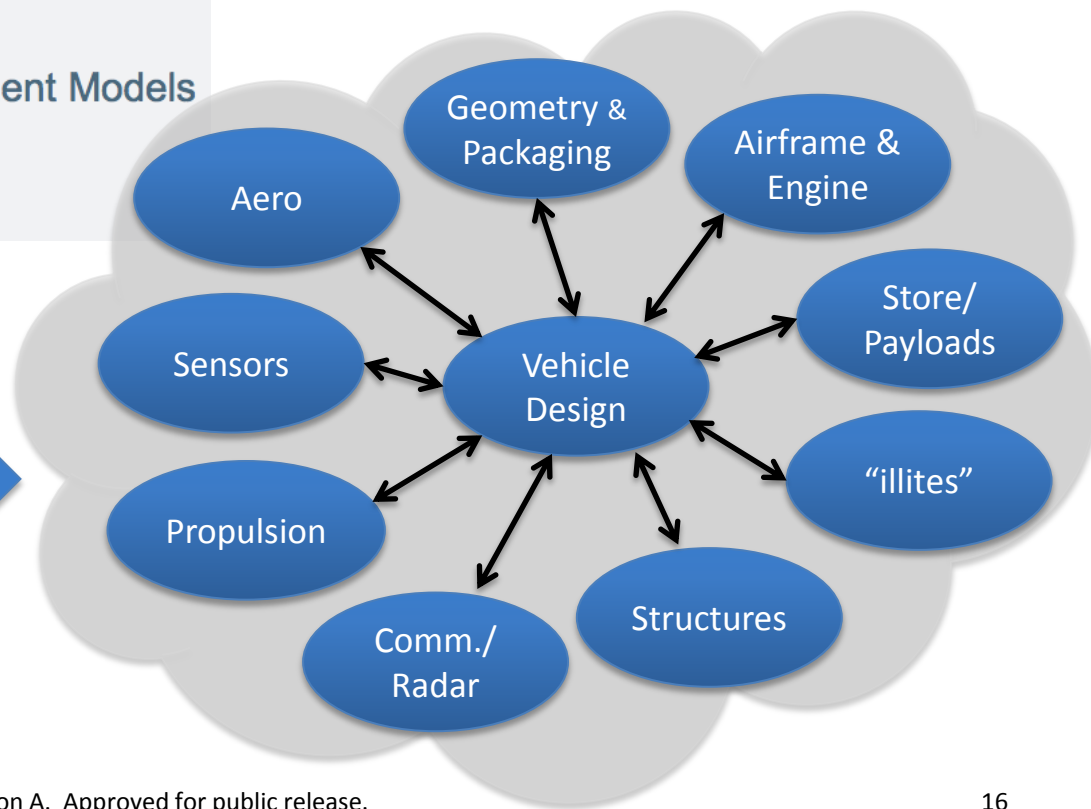 ent Models
Geometry &
Packaging
Airframe &
Engine
Aero
Store/
Payloads
Sensors
Vehicle
Design
“illites”
Propulsion
Structures
Comm./
Radar
on A.  Approved for public release.
16